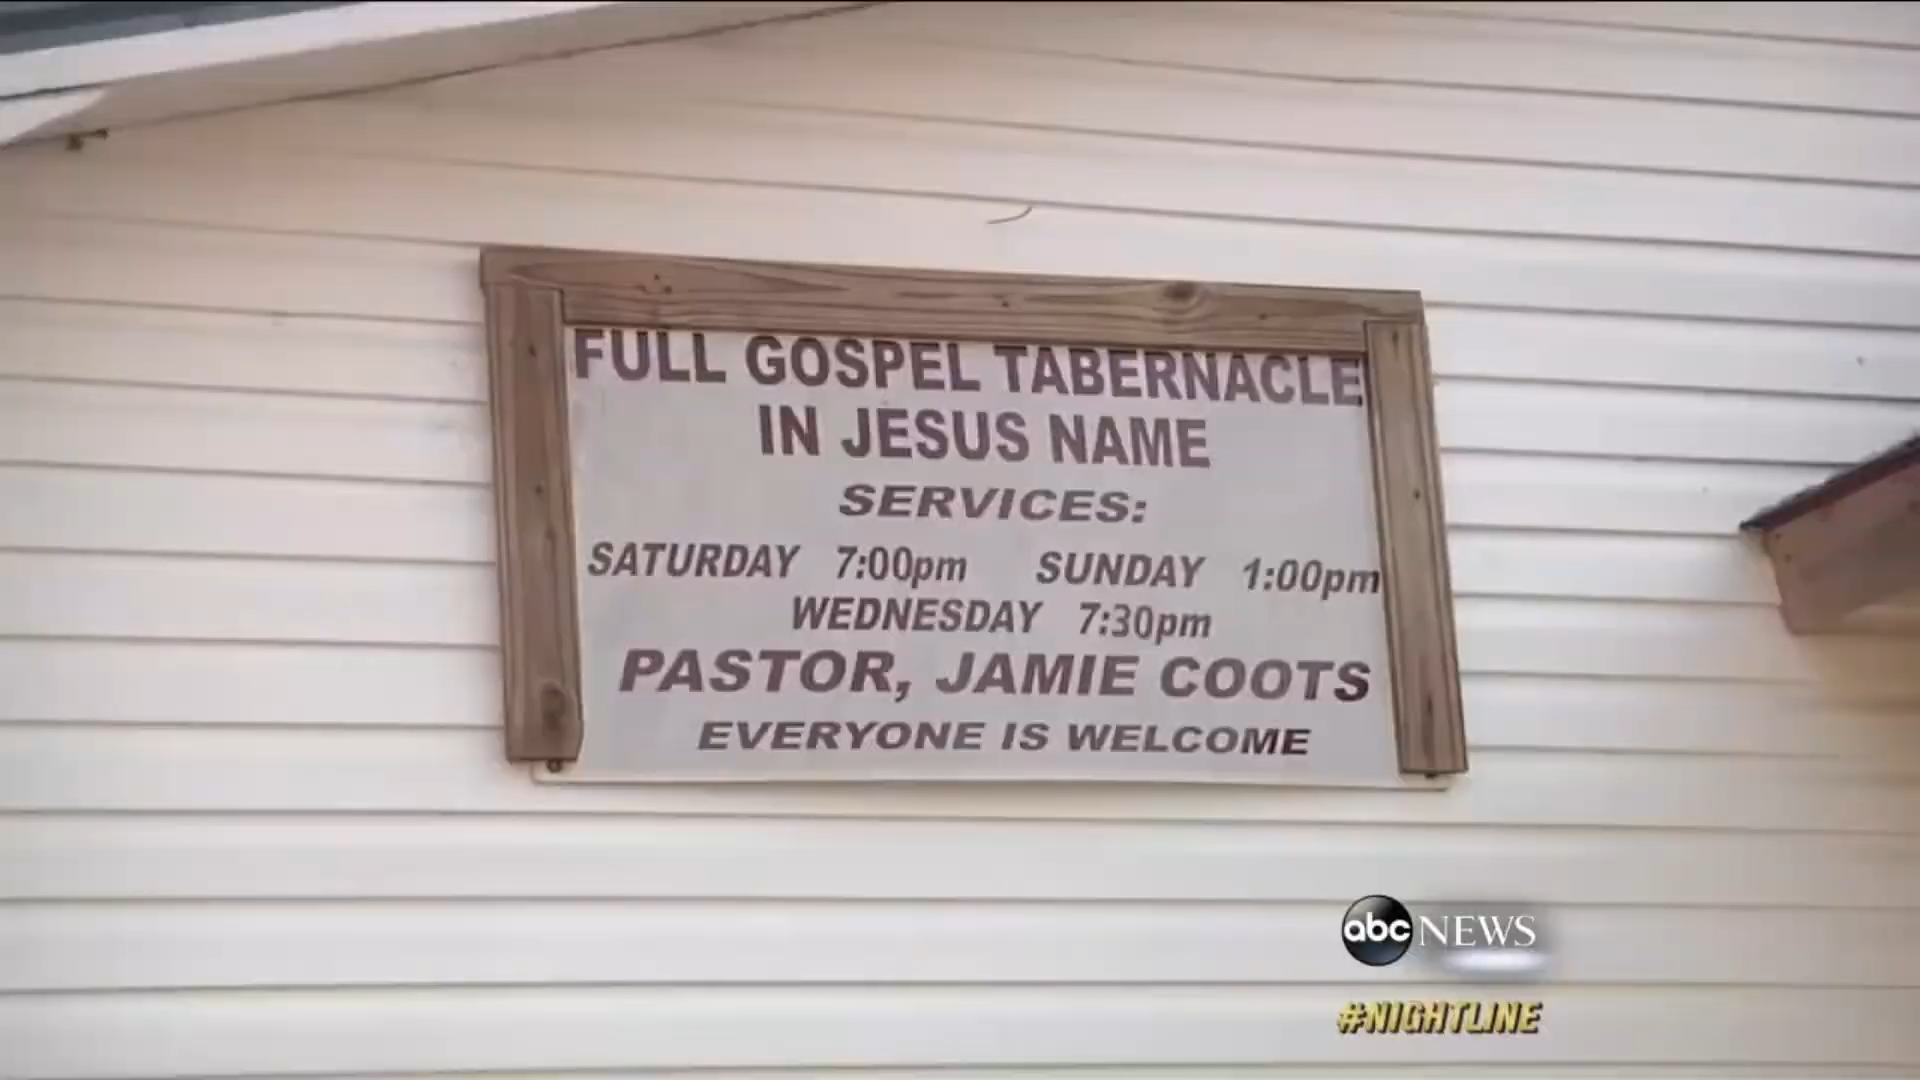 FULL GOSPEL TABERNACLE
IN JESUS NAME
SERVICES:
SATURDAY 7:00pm SUNDAY 1:00pm
WEDNESDAY 7:30pm
PASTOR, JAMIE COOTS
EVERYONE IS WELCOME
abc NEWS
#NIGHTLINE